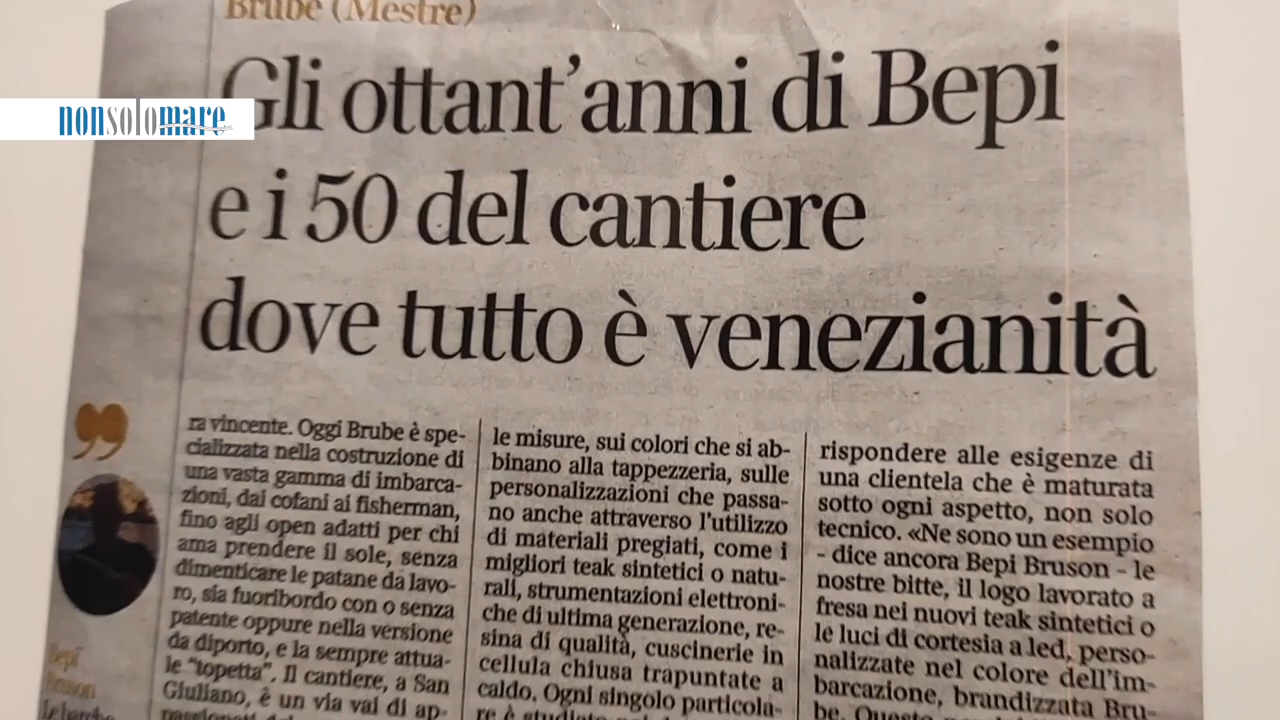 Brube (Mestre)
nonsolomare
Gli ottant'anni di Bepi
e i 50 del cantiere
dove tutto è venezianità
ra vincente. Oggi Brube è spe-
cializzata nella costruzione di
una vasta gamma di imbarca-
zioni, dai cofani ai fisherman,
fino agli open adatti per chi
ama prendere il sole, senza
dimenticare le patane da lavo-
ro, sia fuoribordo con o senza
patente oppure nella versione
da diporto, e la sempre attua-
le "topetta". Il cantiere, a San
Giuliano, è un via vai di ap-
le misure, sui colori che si ab-
binano alla tappezzeria, sulle
personalizzazioni che passa-
no anche attraverso l'utilizzo
di materiali pregiati, come i
migliori teak sintetici o natu-
rali, strumentazioni elettroni-
che di ultima generazione, re-
sina di qualità, cuscinerie in
cellula chiusa trapuntate a
caldo. Ogni singolo particola-
re è
rispondere alle esigenze di
una clientela che è maturata
sotto ogni aspetto, non solo
tecnico. «Ne sono un esempio
- dice ancora Bepi Bruson - le
nostre bitte, il logo lavorato a
fresa nei nuovi teak sintetici o
le luci di cortesia a led, perso-
nalizzate nel colore dell'im-
barcazione, brandizzata Bru-
be. Questo
”
Bepi
Bruson
Le barche